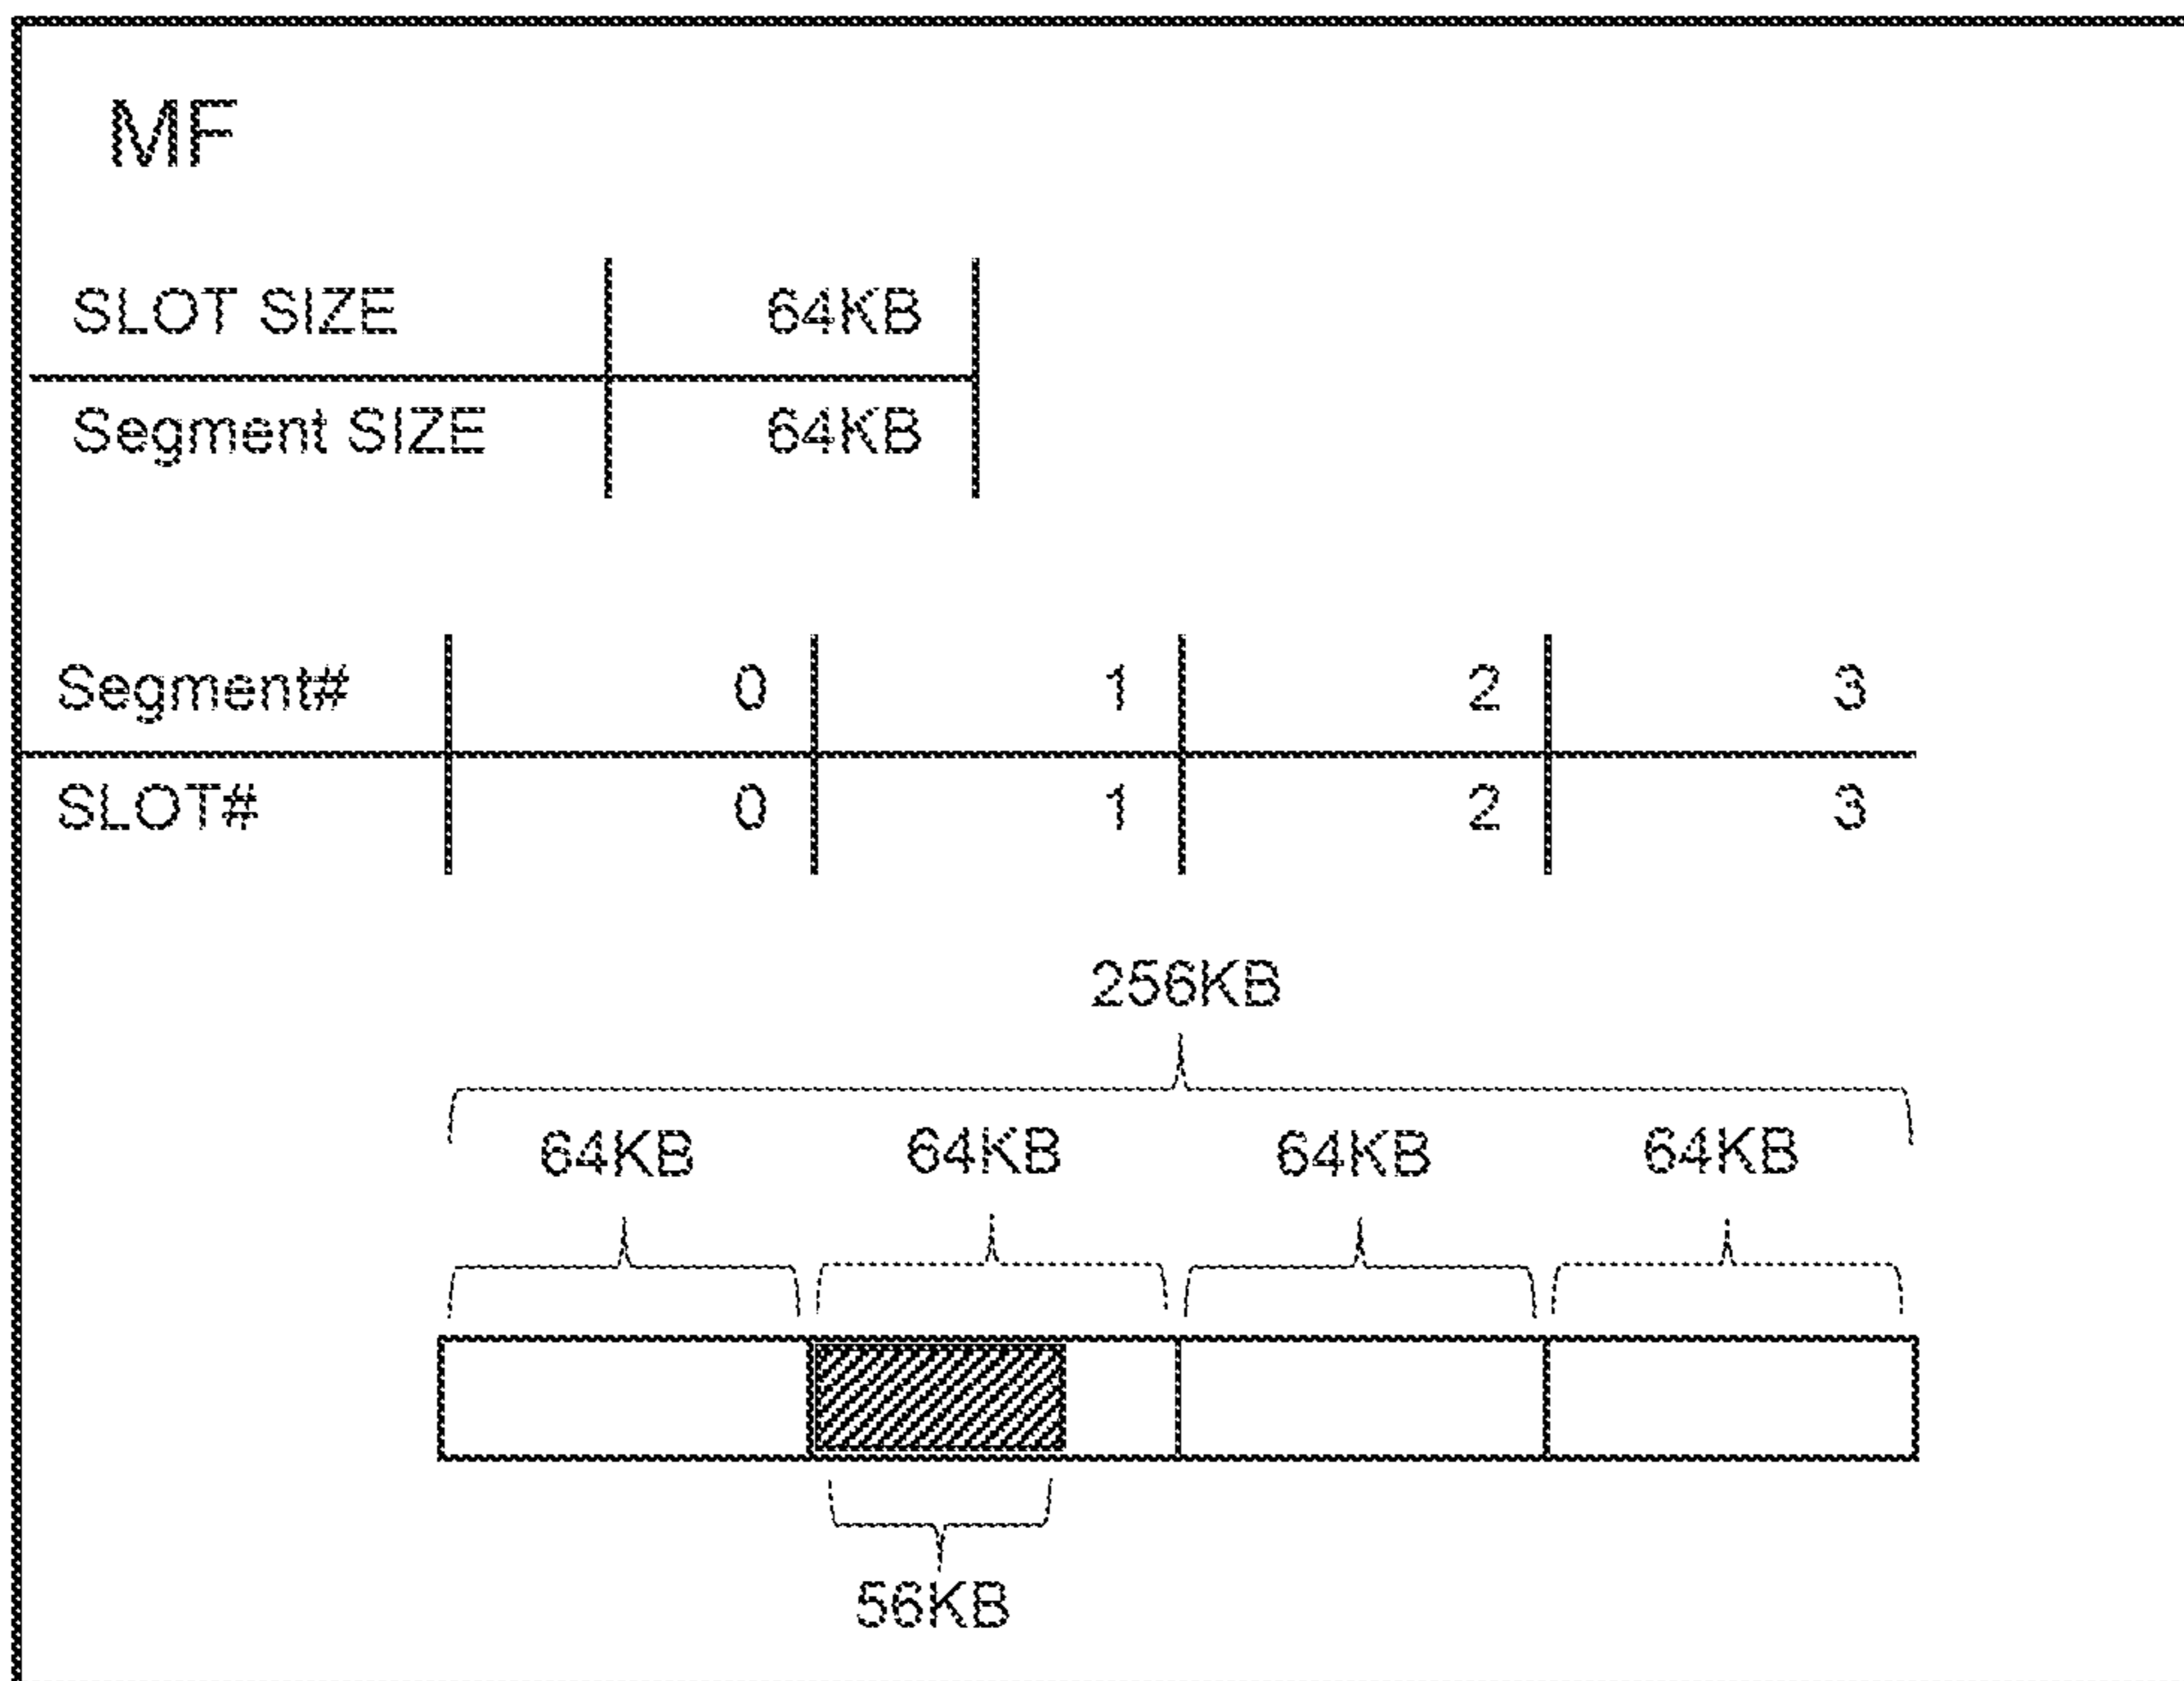 MF
SLOT SIZE 64KB
Segment SIZE 64KB
Segment# 0 1 2 3
SLOT# 0 1 2 3
256KB
64KB 64KB 64KB 64KB
56KB